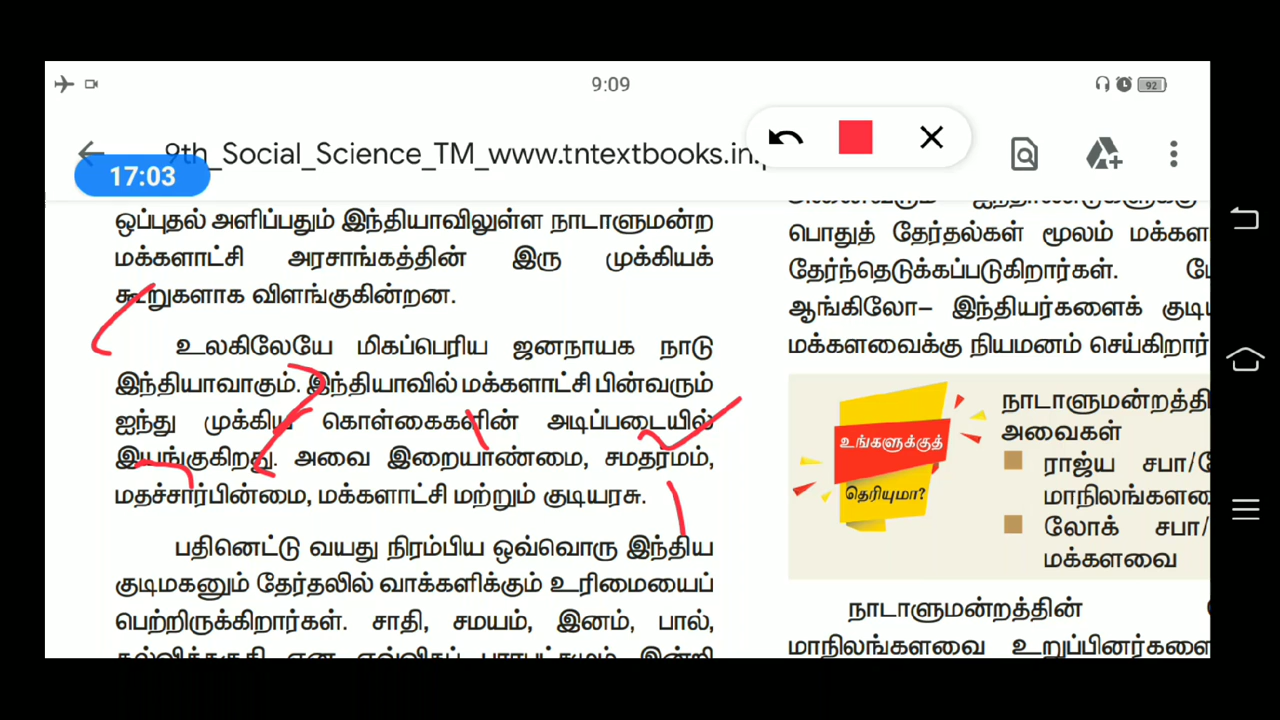 9:09
92
9th_Social_Science_TM_www.tntextbooks.in.
17:03
ஒப்புதல் அளிப்பதும் இந்தியாவிலுள்ள நாடாளுமன்ற
மக்களாட்சி அரசாங்கத்தின் இரு முக்கியக்
கூறுகளாக விளங்குகின்றன.
உலகிலேயே மிகப்பெரிய ஜனநாயக நாடு
இந்தியாவாகும். இந்தியாவில் மக்களாட்சி பின்வரும்
ஐந்து முக்கிய கொள்கைகளின் அடிப்படையில்
இயங்குகிறது. அவை இறையாண்மை, சமதர்மம்,
மதச்சார்பின்மை, மக்களாட்சி மற்றும் குடியரசு.
பதினெட்டு வயது நிரம்பிய ஒவ்வொரு இந்திய
குடிமகனும் தேர்தலில் வாக்களிக்கும் உரிமையைப்
பெற்றிருக்கிறார்கள். சாதி, சமயம், இனம், பால்,
பொதுத் தேர்தல்கள் மூலம் மக்கள
தேர்ந்தெடுக்கப்படுகிறார்கள்.
ஆங்கிலோ– இந்தியர்களைக் குடி
மக்களவைக்கு நியமனம் செய்கிறார்
உங்களுக்குத்
தெரியுமா?
நாடாளுமன்றத்தி
அவைகள்
ராஜ்ய சபா/
மாநிலங்களவை
லோக் சபா/
மக்களவை
நாடாளுமன்றத்தின்
மாநிலங்களவை உறுப்பினர்களை